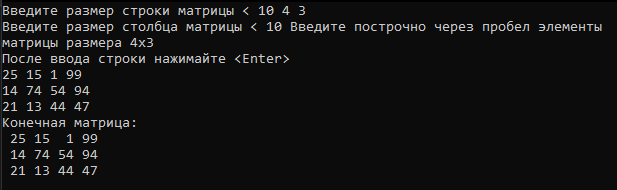 Введите размер строки матрицы < 10 4 3
Введите размер столбца матрицы < 10 Введите построчно через пробел элементы
матрицы размера 4x3
После ввода строки нажимайте <Enter>
25 15 1 99
14 74 54 94
21 13 44 47
Конечная матрица:
 25 15  1 99
 14 74 54 94
 21 13 44 47